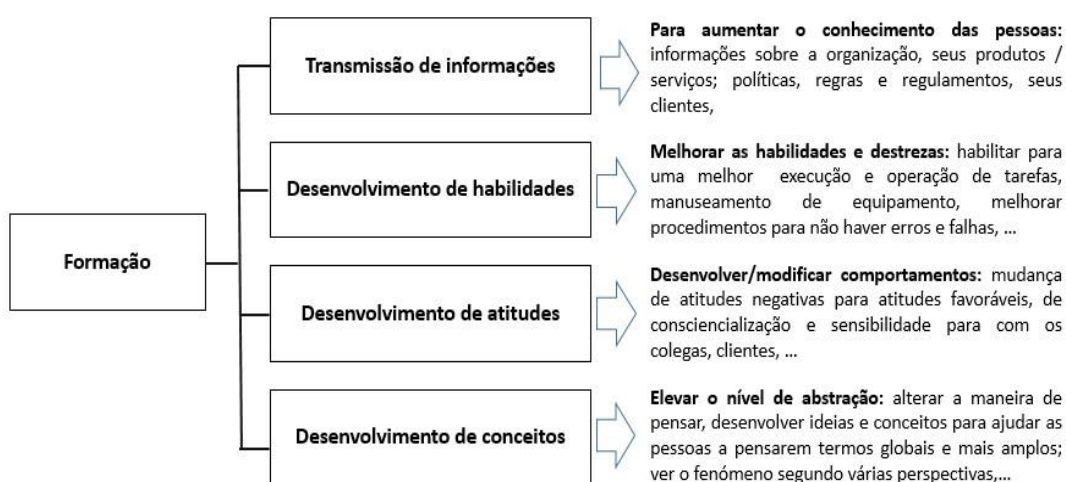 Formação
Transmissão de informações
Para aumentar o conhecimento das pessoas:
informações sobre a organização, seus produtos /
serviços; políticas, regras e regulamentos, seus
clientes,
Desenvolvimento de habilidades
Melhorar as habilidades e destrezas: habilitar para
uma melhor execução e operação de tarefas,
manuseamento de equipamento, melhorar
procedimentos para não haver erros e falhas, ...
Desenvolvimento de atitudes
Desenvolver/modificar comportamentos: mudança
de atitudes negativas para atitudes favoráveis, de
consciencialização e sensibilidade para com os
colegas, clientes, ...
Desenvolvimento de conceitos
Elevar o nível de abstração: alterar a maneira de
pensar, desenvolver ideias e conceitos para ajudar as
pessoas a pensarem termos globais e mais amplos;
ver o fenómeno segundo várias perspectivas,...